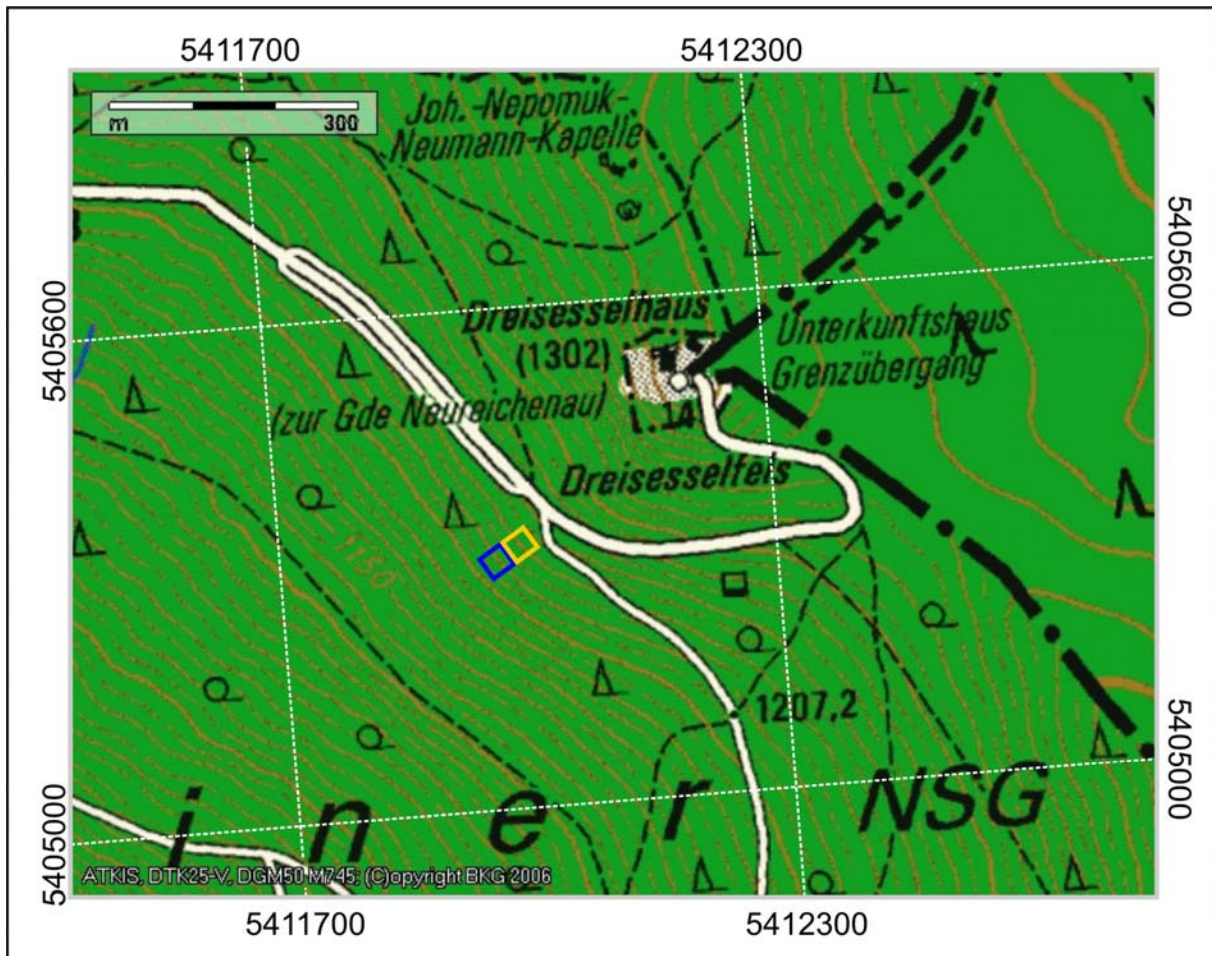 5411700 5412300
m 300
Joh.-Nepomuk-
Neumann-Kapelle
5405600
5405600
Dreisesselhaus
(1302)
(zur Gde Neureichenau)
Unterkunftshaus
Grenzübergang
14
Dreisesselfels
1130
1207,2
i n e r NSG
5405000
5405000
ATKIS, DTK25-V, DGM50 M745; (C)opyright BKG 2006
5411700 5412300